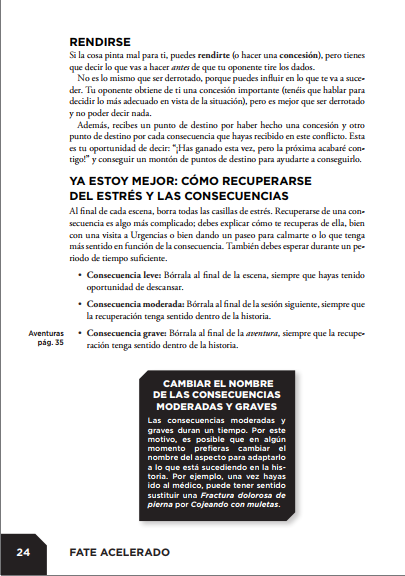 RENDIRSE
Si la cosa pinta mal para ti, puedes rendirte (o hacer una concesión), pero tienes
que decir lo que vas a hacer antes de que tu oponente tire los dados.
No es lo mismo que ser derrotado, porque puedes influir en lo que te va a suce-
der. Tu oponente obtiene de ti una concesión importante (tenéis que hablar para
decidir lo más adecuado en vista de la situación), pero es mejor que ser derrotado
y no poder decir nada.
Además, recibes un punto de destino por haber hecho una concesión y otro
punto de destino por cada consecuencia que hayas recibido en este conflicto. Esta
es tu oportunidad de decir: “¡Has ganado esta vez, pero la próxima acabaré con-
tigo!” y conseguir un montón de puntos de destino para ayudarte a conseguirlo.
YA ESTOY MEJOR: CÓMO RECUPERARSE
DEL ESTRÉS Y LAS CONSECUENCIAS
Al final de cada escena, borra todas las casillas de estrés. Recuperarse de una con-
secuencia es algo más complicado; debes explicar cómo te recuperas de ella, bien
con una visita a Urgencias o bien dando un paseo para calmarte o lo que tenga
más sentido en función de la consecuencia. También debes esperar durante un pe-
riodo de tiempo suficiente.
• Consecuencia leve: Bórrala al final de la escena, siempre que hayas tenido
oportunidad de descansar.
• Consecuencia moderada: Bórrala al final de la sesión siguiente, siempre que
la recuperación tenga sentido dentro de la historia.
Aventuras
pág. 35
• Consecuencia grave: Bórrala al final de la aventura, siempre que la recupe-
ración tenga sentido dentro de la historia.
CAMBIAR EL NOMBRE
DE LAS CONSECUENCIAS
MODERADAS Y GRAVES
Las consecuencias moderadas y
graves duran un tiempo. Por este
motivo, es posible que en algún
momento prefieras cambiar el
nombre del aspecto para adaptarlo
a lo que está sucediendo en la his-
toria. Por ejemplo, una vez hayas
ido al médico, puede tener sentido
sustituir una Fractura dolorosa de
pierna por Cojeando con muletas.
24 FATE ACELERADO